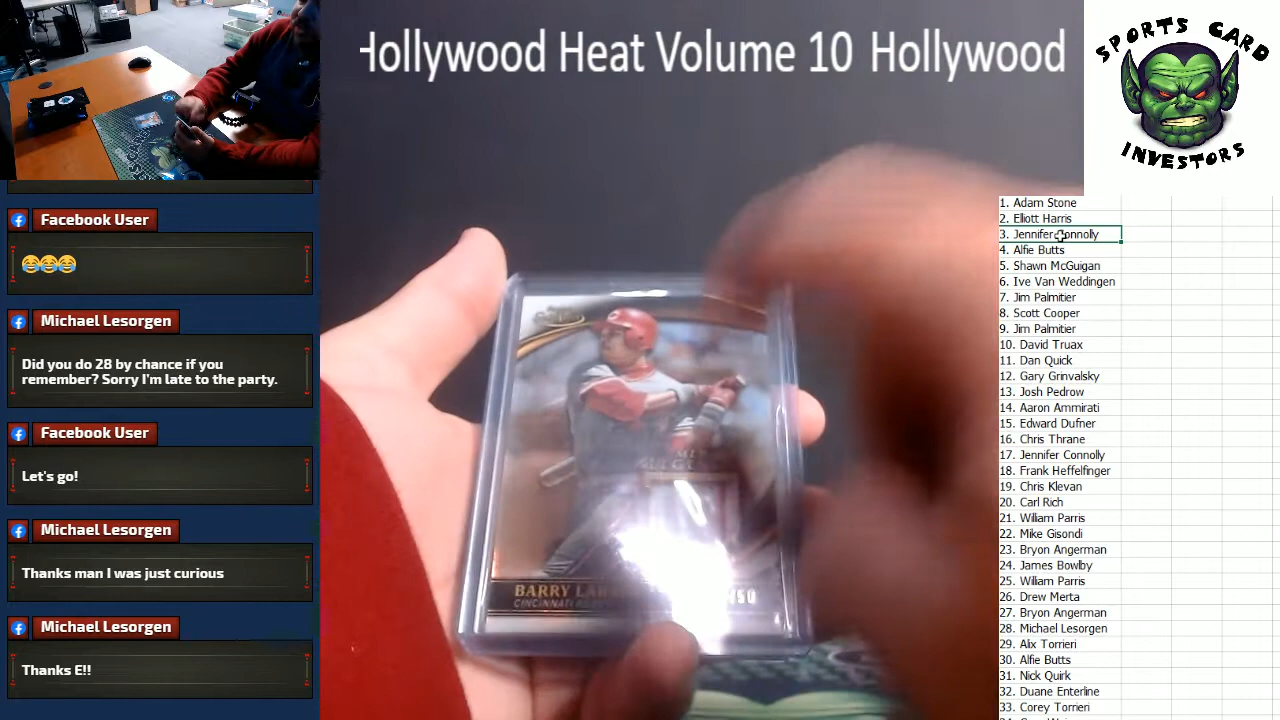 Hollywood Heat Volume 10 Hollywood
SPORTS CARD
INVESTORS
Facebook User
😂😂😂
Michael Lesorgen
Did you do 28 by chance if you
remember? Sorry I'm late to the party.
Facebook User
Let's go!
Michael Lesorgen
Thanks man I was just curious
Michael Lesorgen
Thanks E!!
BARRY
CINCINNATI
/50
1. Adam Stone
2. Elliott Harris
3. Jennifer Connolly
4. Alfie Butts
5. Shawn McGuigan
6. Ive Van Weddingen
7. Jim Palmitier
8. Scott Cooper
9. Jim Palmitier
10. David Truax
11. Dan Quick
12. Gary Grinvalsky
13. Josh Pedrow
14. Aaron Ammirati
15. Edward Dufner
16. Chris Thrane
17. Jennifer Connolly
18. Frank Heffelfinger
19. Chris Klevan
20. Carl Rich
21. William Parris
22. Mike Gisondi
23. Bryon Angerman
24. James Bowlby
25. William Parris
26. Drew Merta
27. Bryon Angerman
28. Michael Lesorgen
29. Alix Torrieri
30. Alfie Butts
31. Nick Quirk
32. Duane Enterline
33. Corey Torrieri